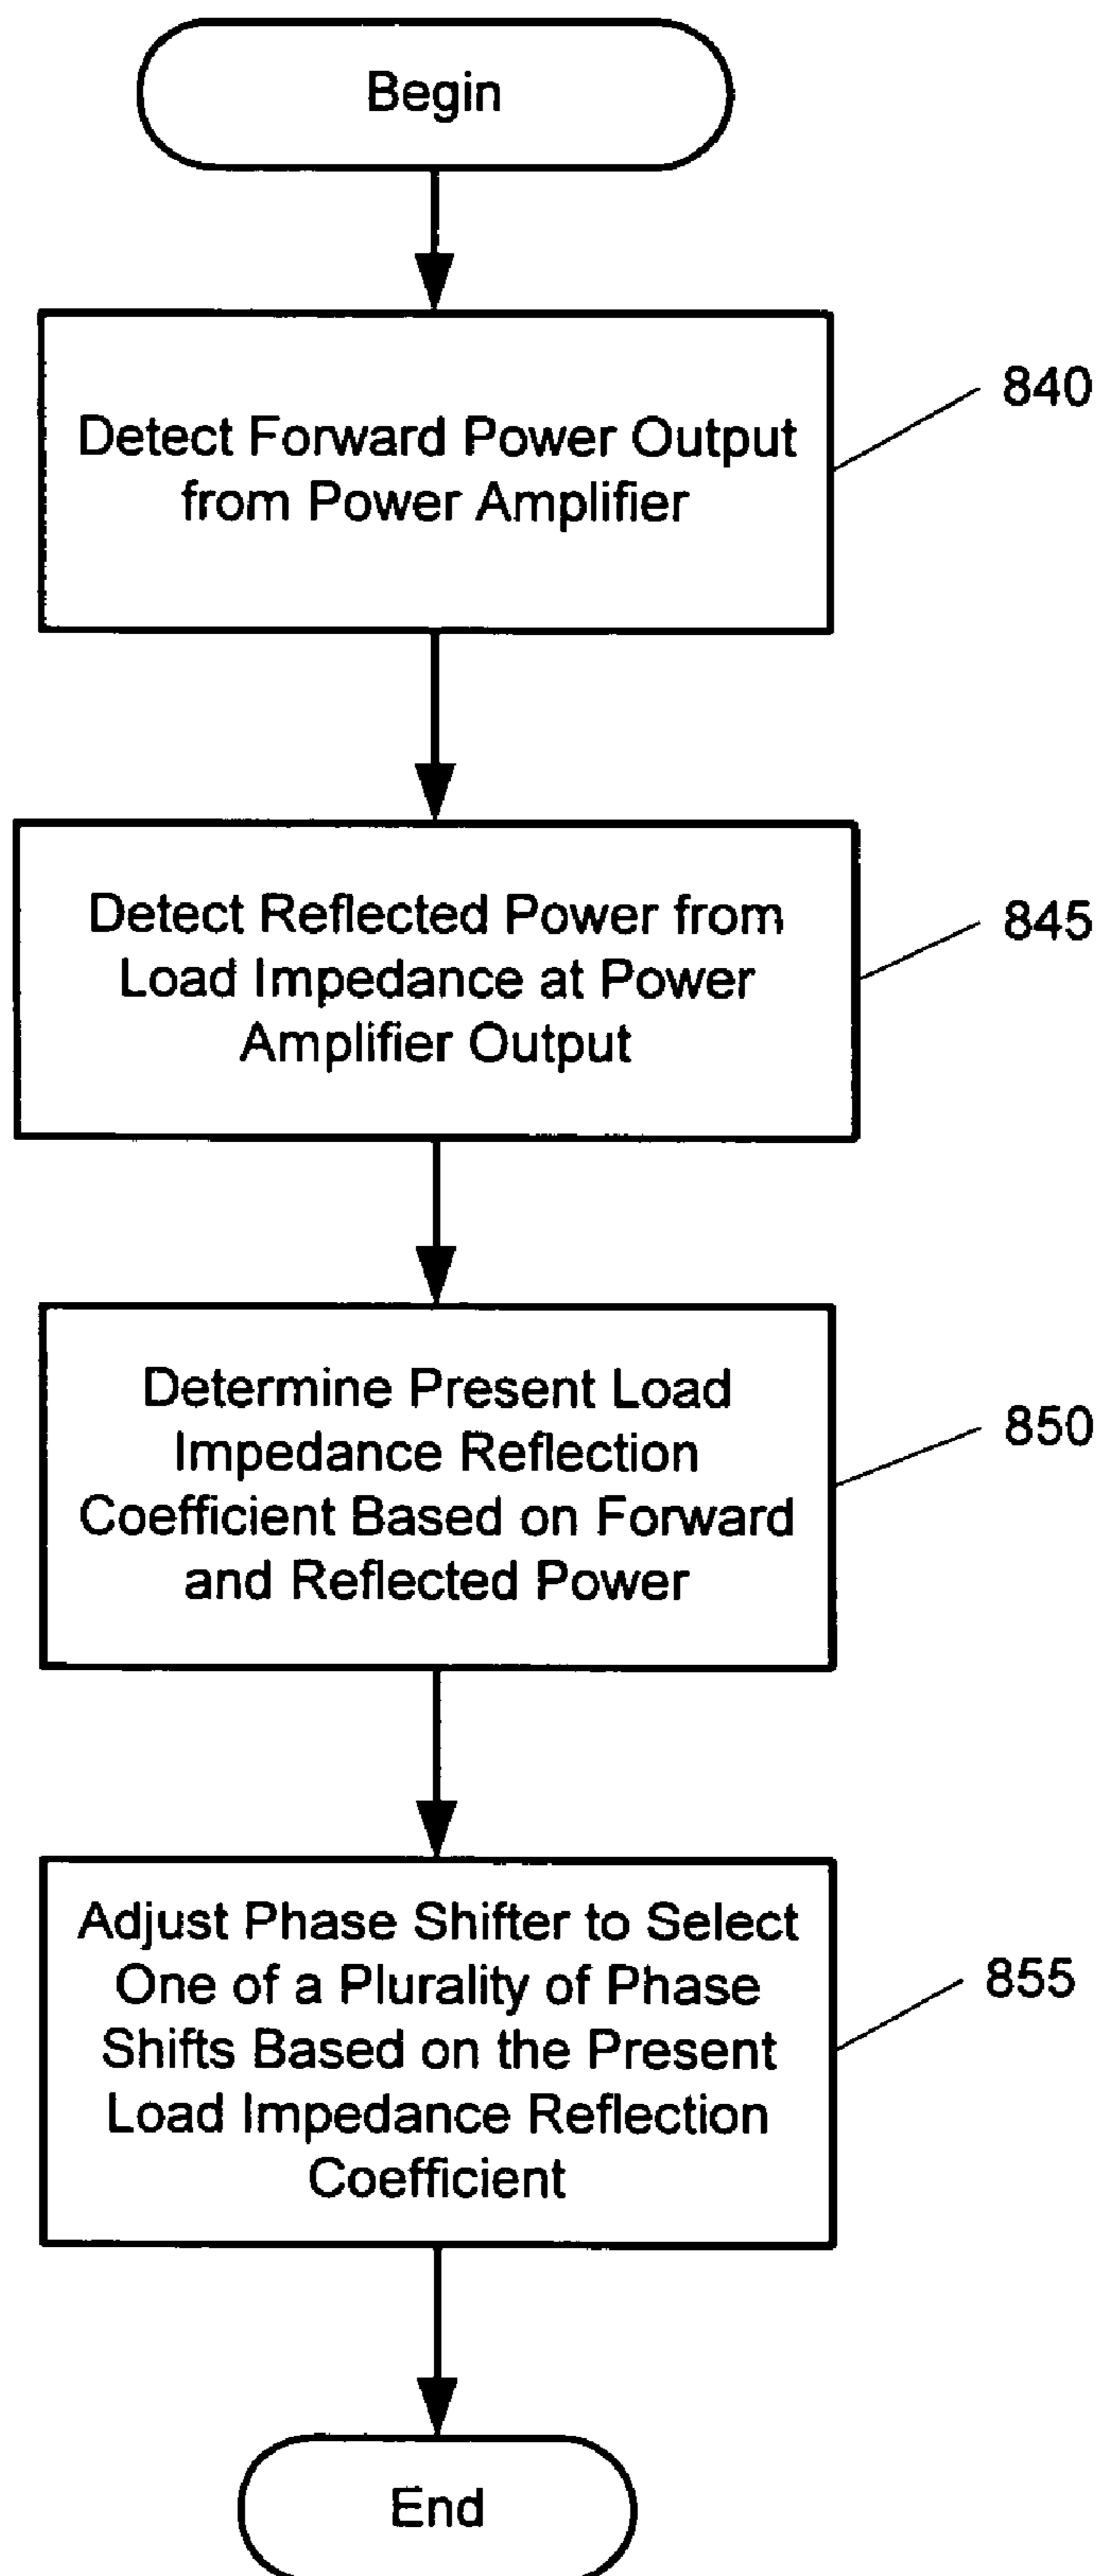 Begin
Detect Forward Power Output
from Power Amplifier
840
Detect Reflected Power from
Load Impedance at Power
Amplifier Output
845
Determine Present Load
Impedance Reflection
Coefficient Based on Forward
and Reflected Power
850
Adjust Phase Shifter to Select
One of a Plurality of Phase
Shifts Based on the Present
Load Impedance Reflection
Coefficient
855
End